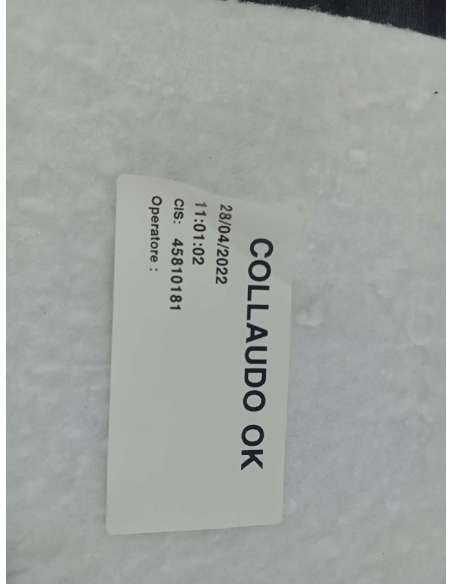 COLLAUDO OK
28/04/2022
11:01:02
CIS: 45810181
Operatore :